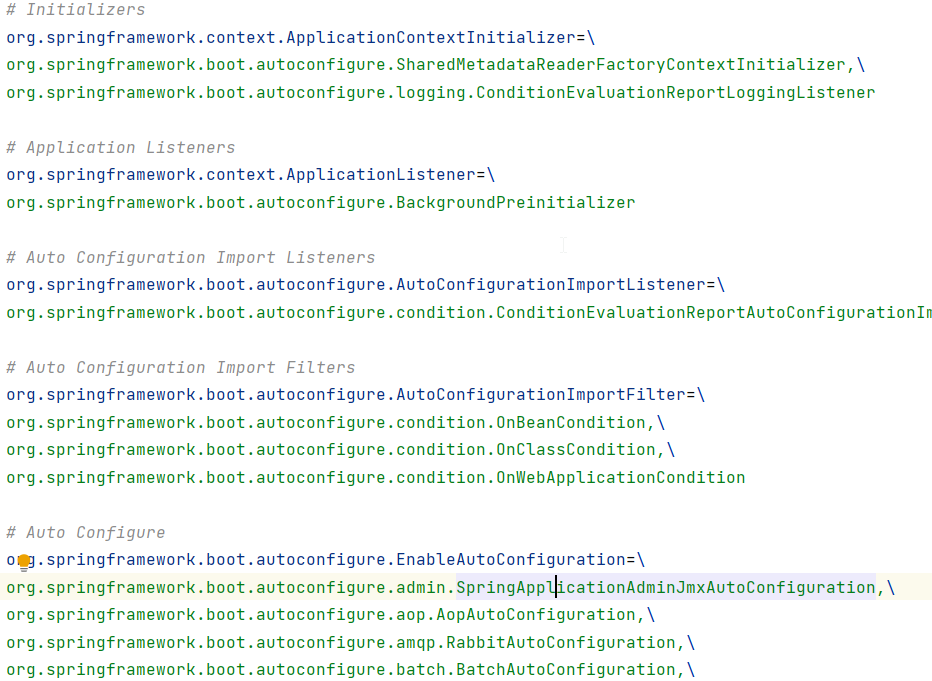 # Initializers
org.springframework.context.ApplicationContextInitializer=\
org.springframework.boot.autoconfigure.SharedMetadataReaderFactoryContextInitializer,\
org.springframework.boot.autoconfigure.logging.ConditionEvaluationReportLoggingListener
# Application Listeners
org.springframework.context.ApplicationListener=\
org.springframework.boot.autoconfigure.BackgroundPreinitializer
# Auto Configuration Import Listeners
org.springframework.boot.autoconfigure.AutoConfigurationImportListener=\
org.springframework.boot.autoconfigure.condition.ConditionEvaluationReportAutoConfigurationIm
# Auto Configuration Import Filters
org.springframework.boot.autoconfigure.AutoConfigurationImportFilter=\
org.springframework.boot.autoconfigure.condition.OnBeanCondition,\
org.springframework.boot.autoconfigure.condition.OnClassCondition,\
org.springframework.boot.autoconfigure.condition.OnWebApplicationCondition
# Auto Configure
org.springframework.boot.autoconfigure.EnableAutoConfiguration=\
org.springframework.boot.autoconfigure.admin.SpringApplicationAdminJmxAutoConfiguration,\
org.springframework.boot.autoconfigure.aop.AopAutoConfiguration,\
org.springframework.boot.autoconfigure.amqp.RabbitAutoConfiguration,\
org.springframework.boot.autoconfigure.batch.BatchAutoConfiguration,\